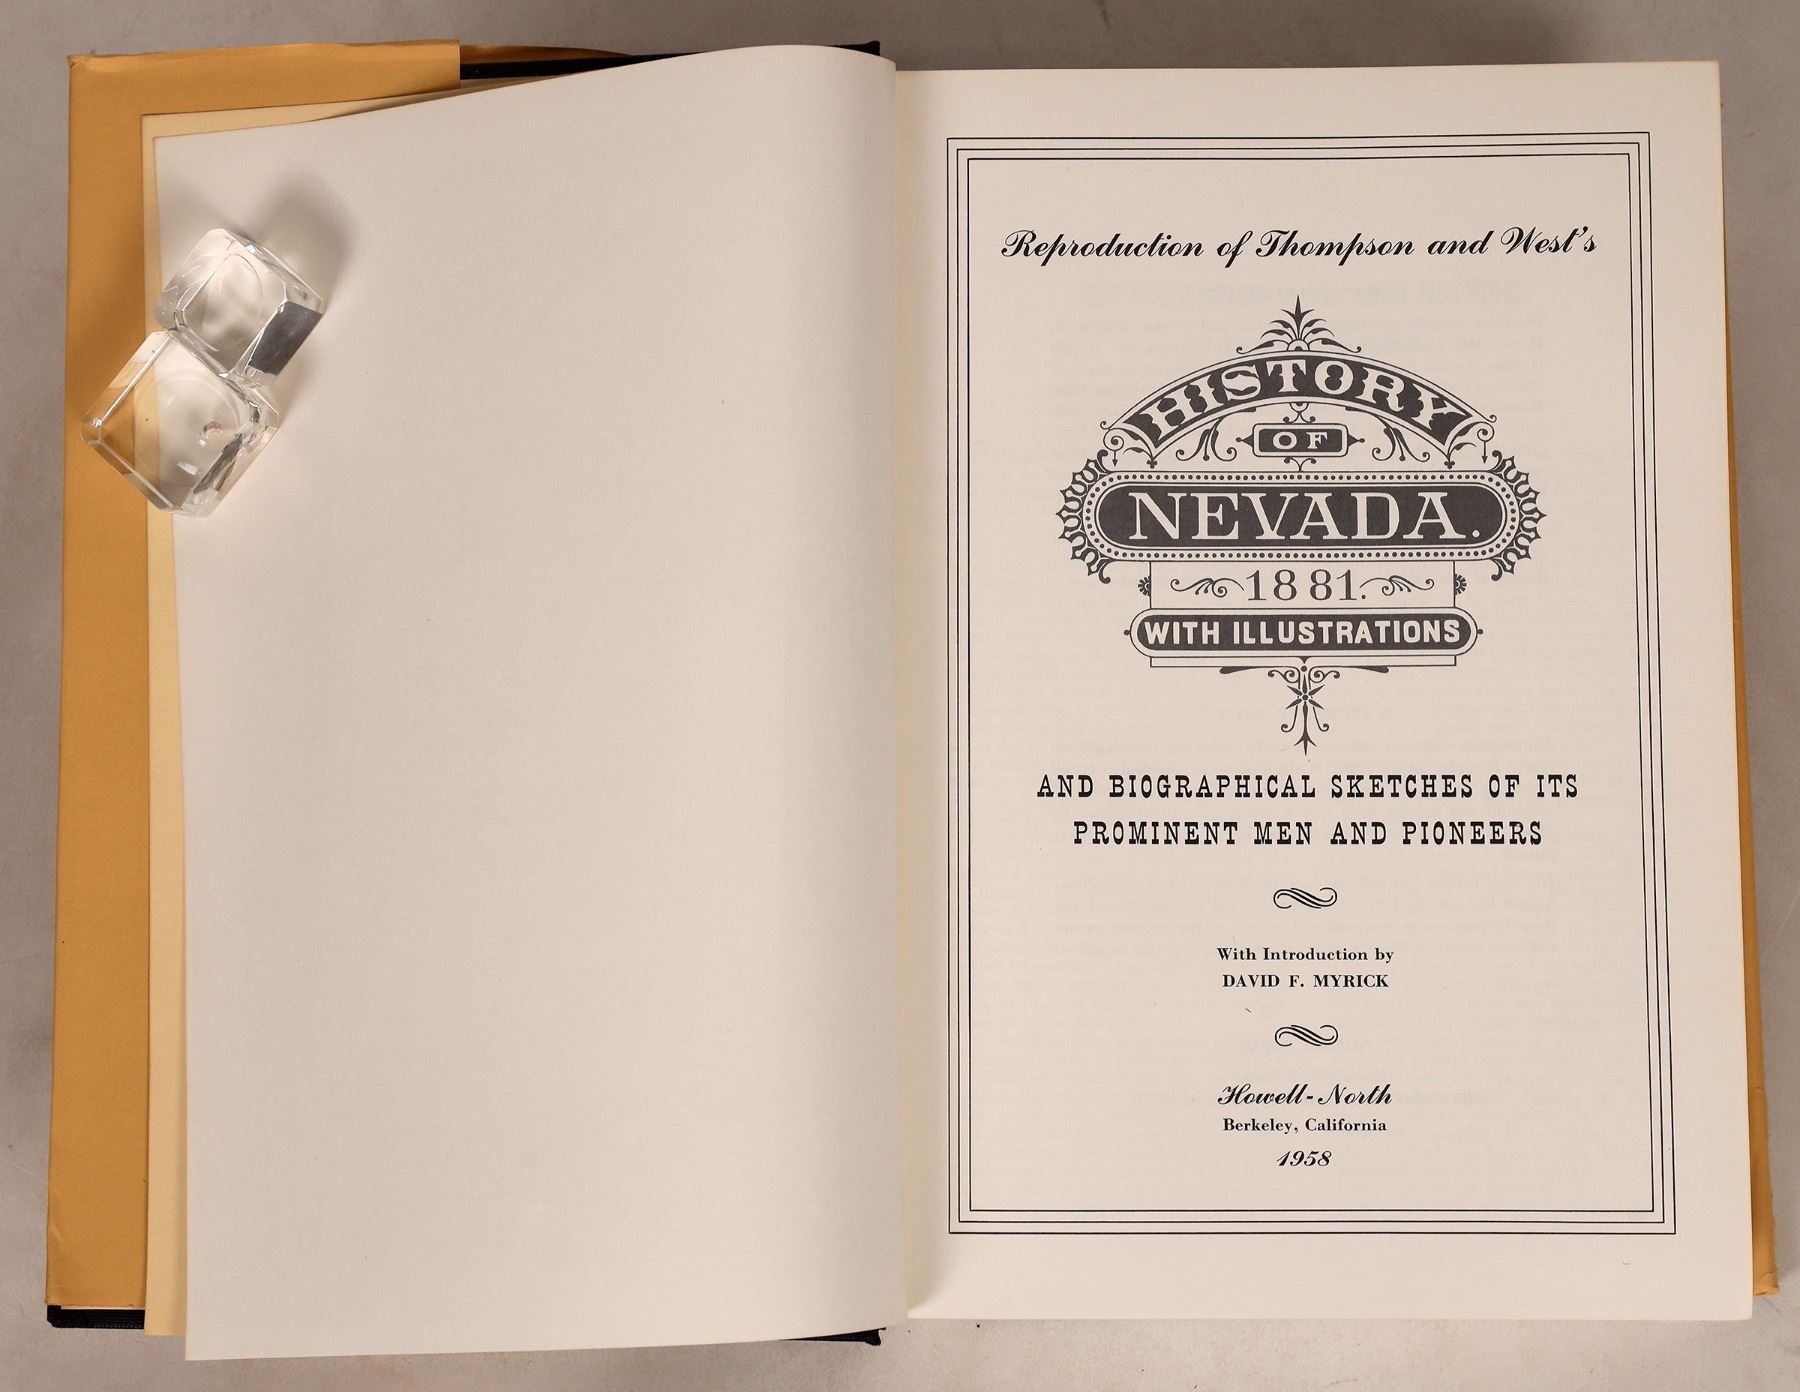 Reproduction of Thompson and West's
HISTORY
OF
NEVADA.
1881.
WITH ILLUSTRATIONS
AND BIOGRAPHICAL SKETCHES OF ITS
PROMINENT MEN AND PIONEERS
With Introduction by
DAVID F. MYRICK
Howell-North
Berkeley, California
1958